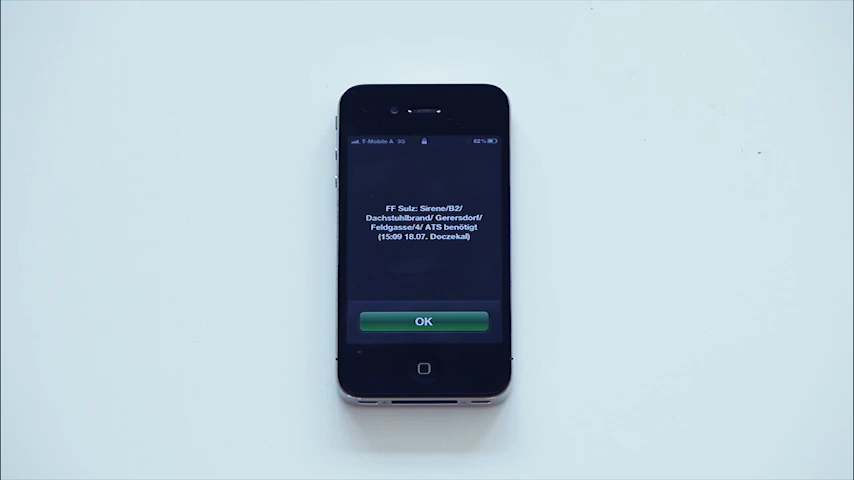 T-Mobile A 3G 62%
FF Sulz: Sirene/B2/
Dachstuhlbrand/ Gerersdorf/
Feldgasse/4/ ATS benötigt
(15:09 18.07. Doczekal)
OK